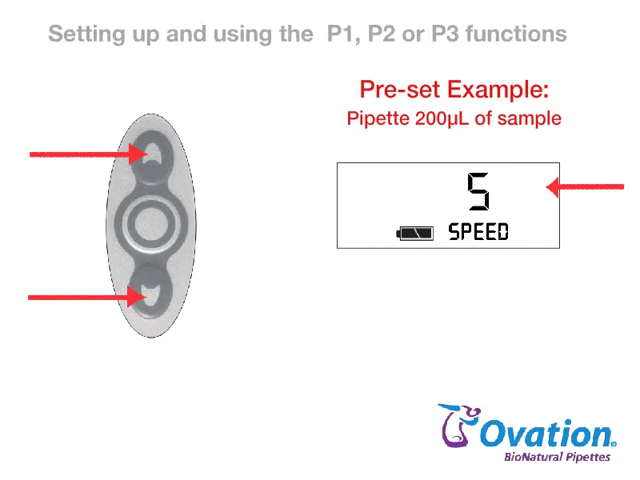 Setting up and using the P1, P2 or P3 functions
Pre-set Example:
Pipette 200µL of sample
5
SPEED
Ovation®
BioNatural Pipettes